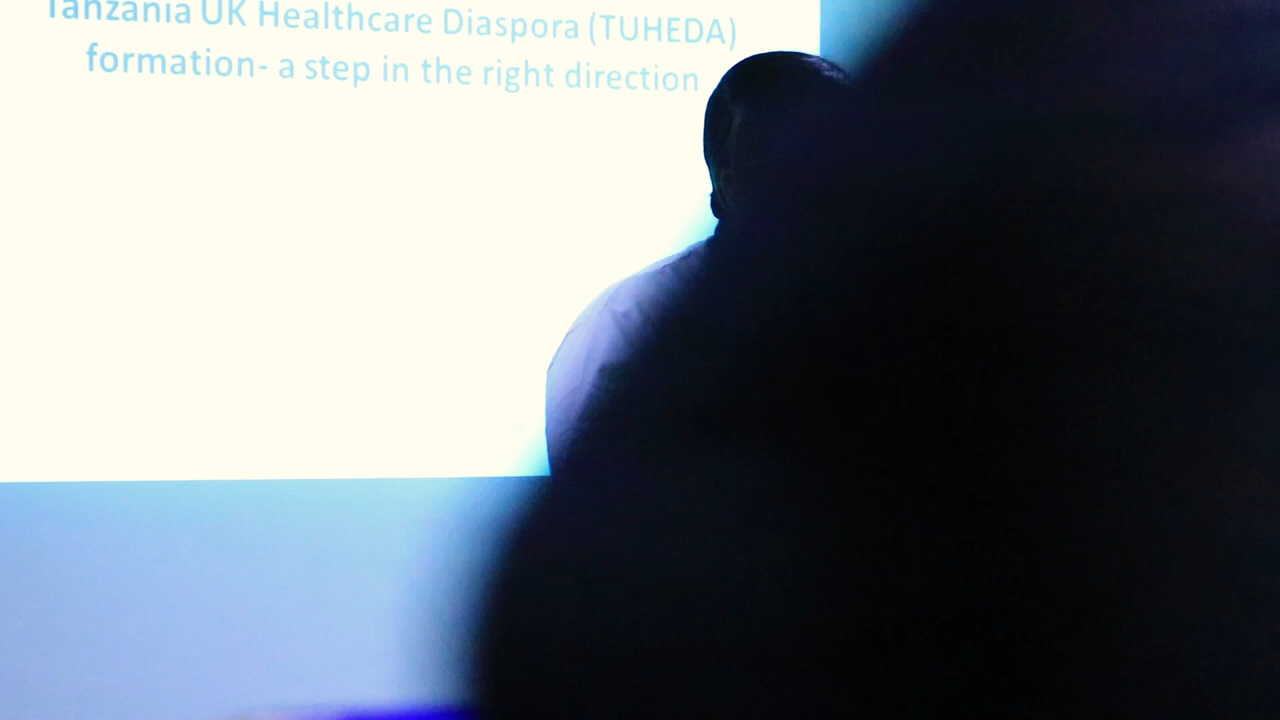 Tanzania UK Healthcare Diaspora (TUHEDA)
formation- a step in the right direction